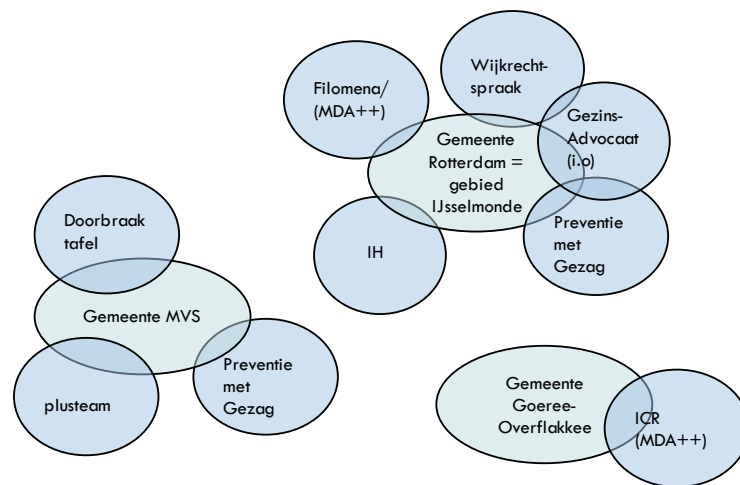 Wijkrecht-
spraak
Filomena/
(MDA++)
Gezins-
Advocaat
(i.o)
Gemeente
Rotterdam =
gebied
IJsselmonde
Preventie
met
Gezag
IH
Doorbraak
tafel
Gemeente MVS
Preventie
met
Gezag
plusteam
Gemeente
Goeree-
Overflakkee
ICR
(MDA++)